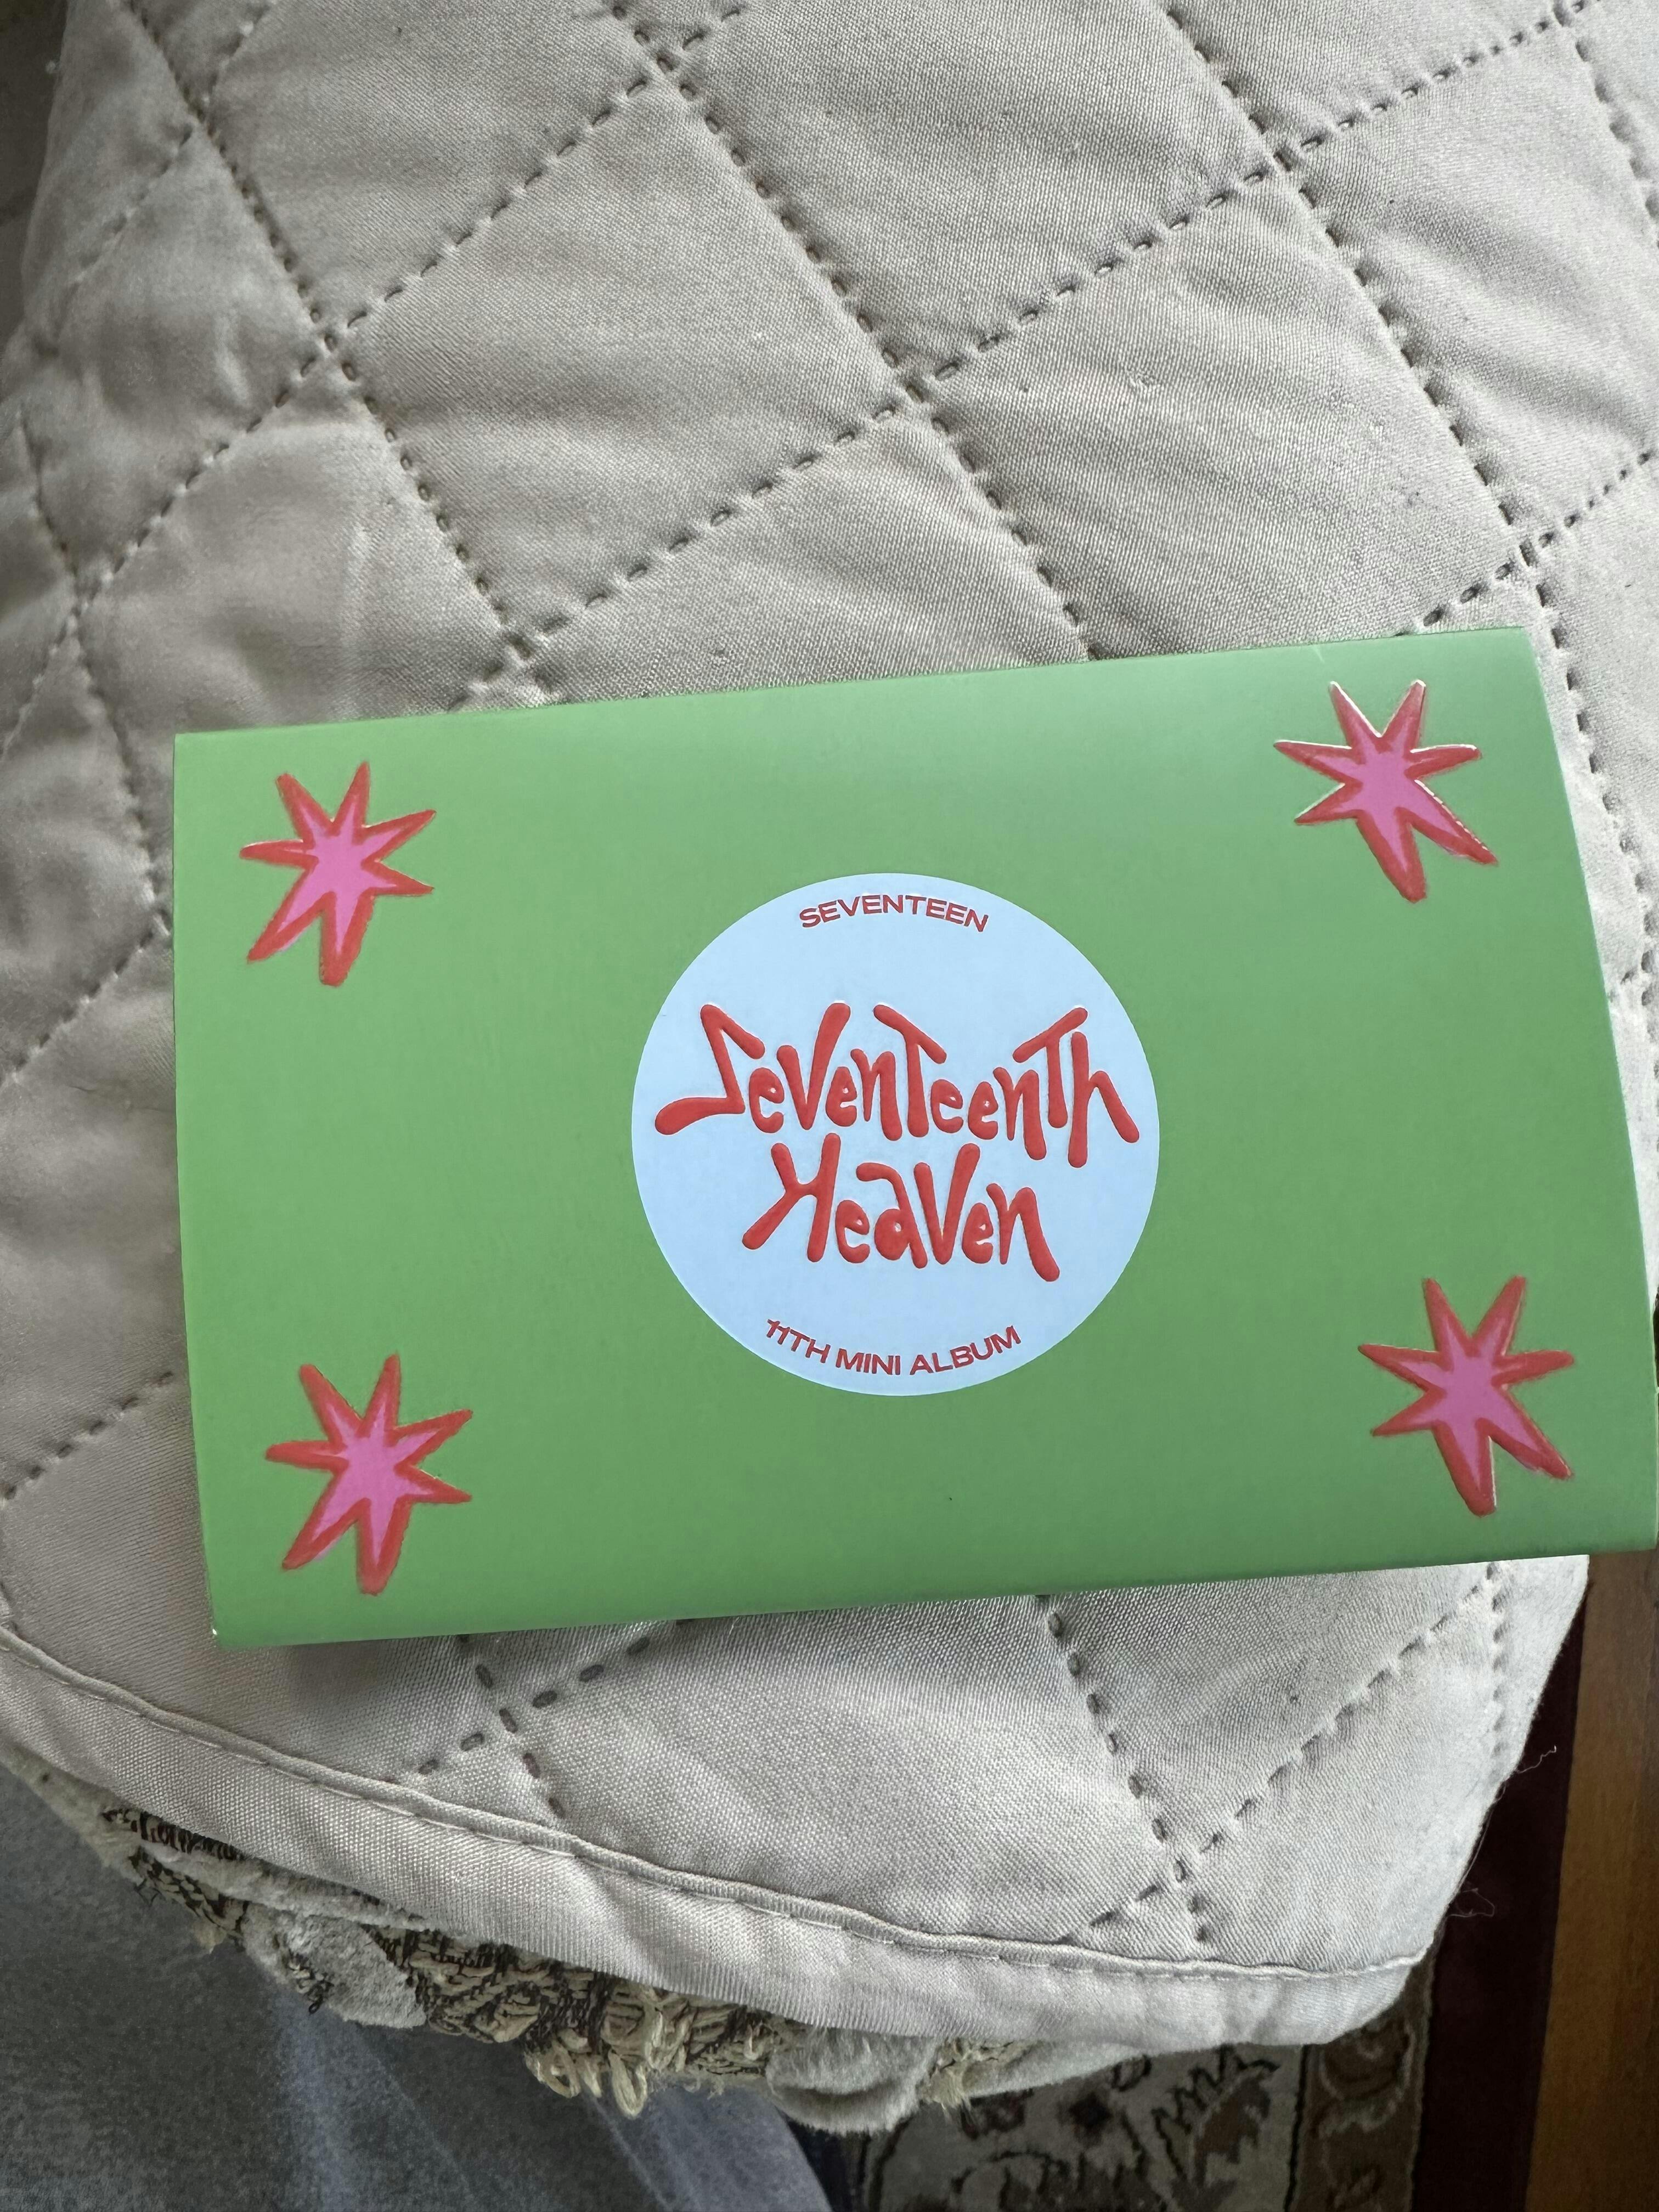 SEVENTEEN
SevenTeenTh
Heaven
11TH MINI ALBUM